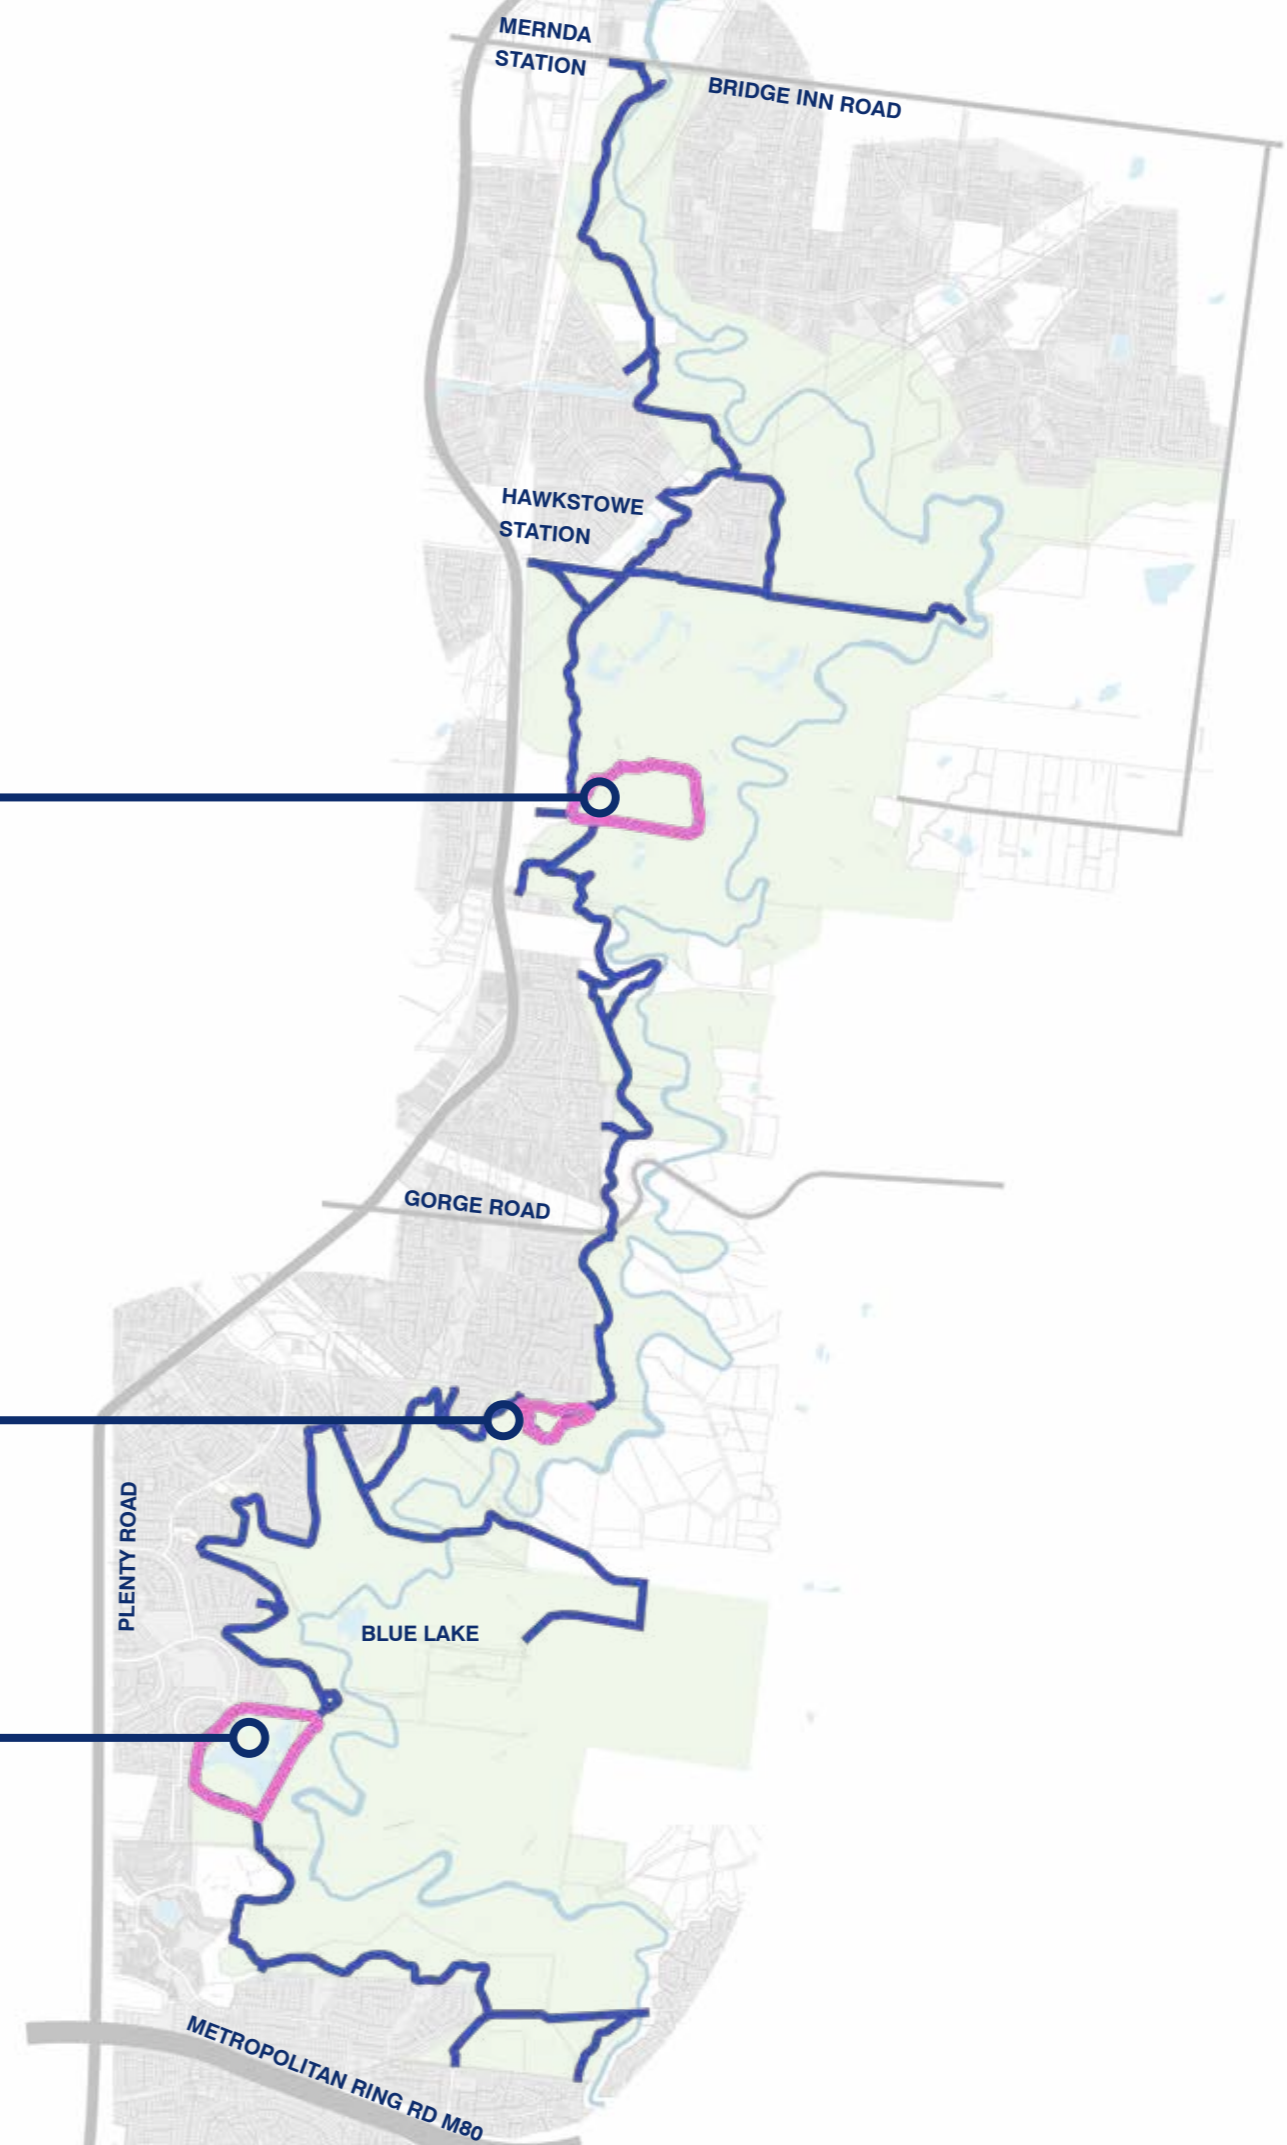 MERNDA
STATION
BRIDGE INN ROAD
HAWKSTOWE
STATION
GORGE ROAD
PLENTY ROAD
BLUE LAKE
METROPOLITAN RING RD M80